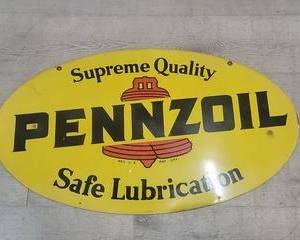 Supreme Quality
PENNZOIL
Safe Lubrication